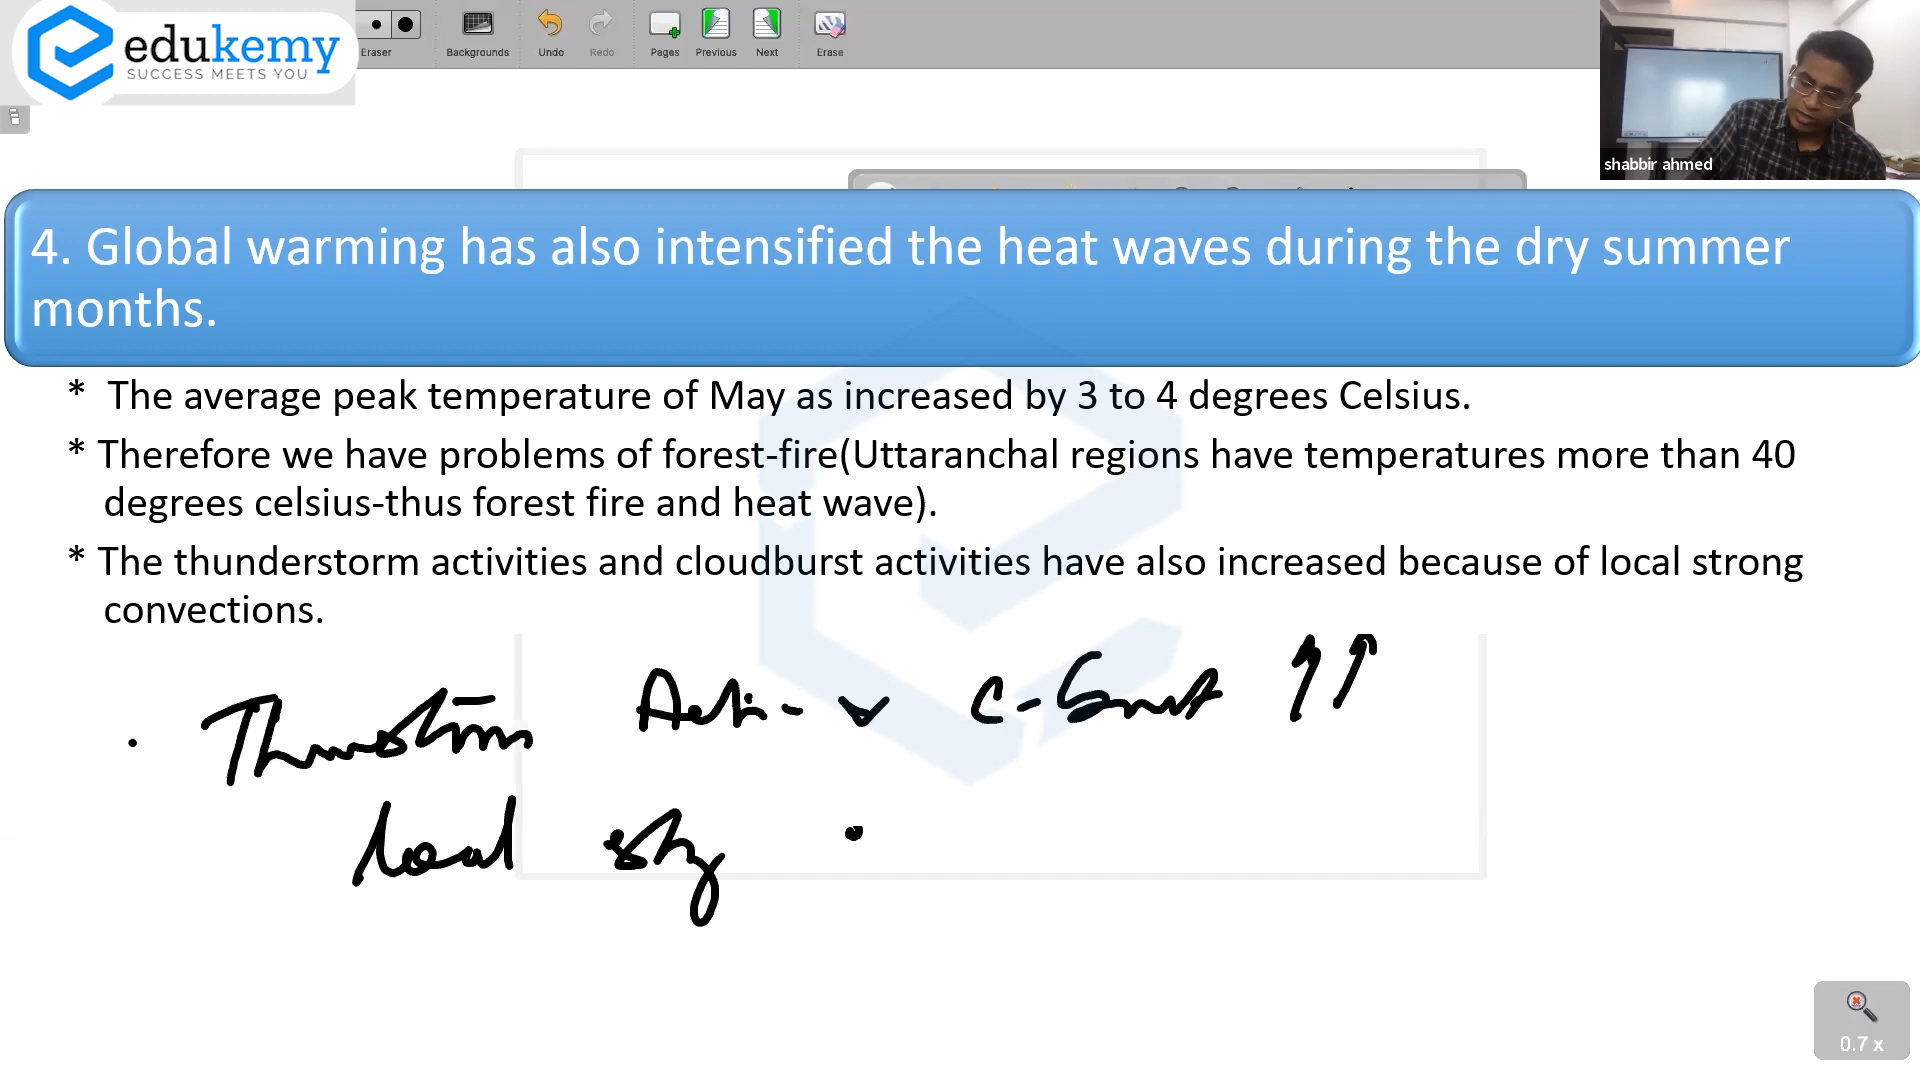 edukemy
SUCCESS MEETS YOU
Eraser Backgrounds Undo Redo Pages Previous Next Erase
shabbir ahmed
4. Global warming has also intensified the heat waves during the dry summer
months.
* The average peak temperature of May as increased by 3 to 4 degrees Celsius.
* Therefore we have problems of forest-fire(Uttaranchal regions have temperatures more than 40
degrees celsius-thus forest fire and heat wave).
* The thunderstorm activities and cloudburst activities have also increased because of local strong
convections.
local
0.7 x